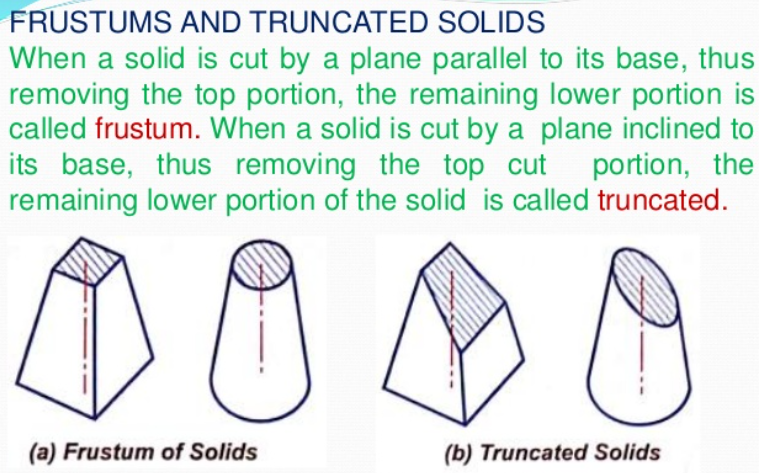 FRUSTUMS AND TRUNCATED SOLIDS
When a solid is cut by a plane parallel to its base, thus
removing the top portion, the remaining lower portion is
called frustum. When a solid is cut by a plane inclined to
its base, thus removing the top cut portion, the
remaining lower portion of the solid is called truncated.
(a) Frustum of Solids
(b) Truncated Solids